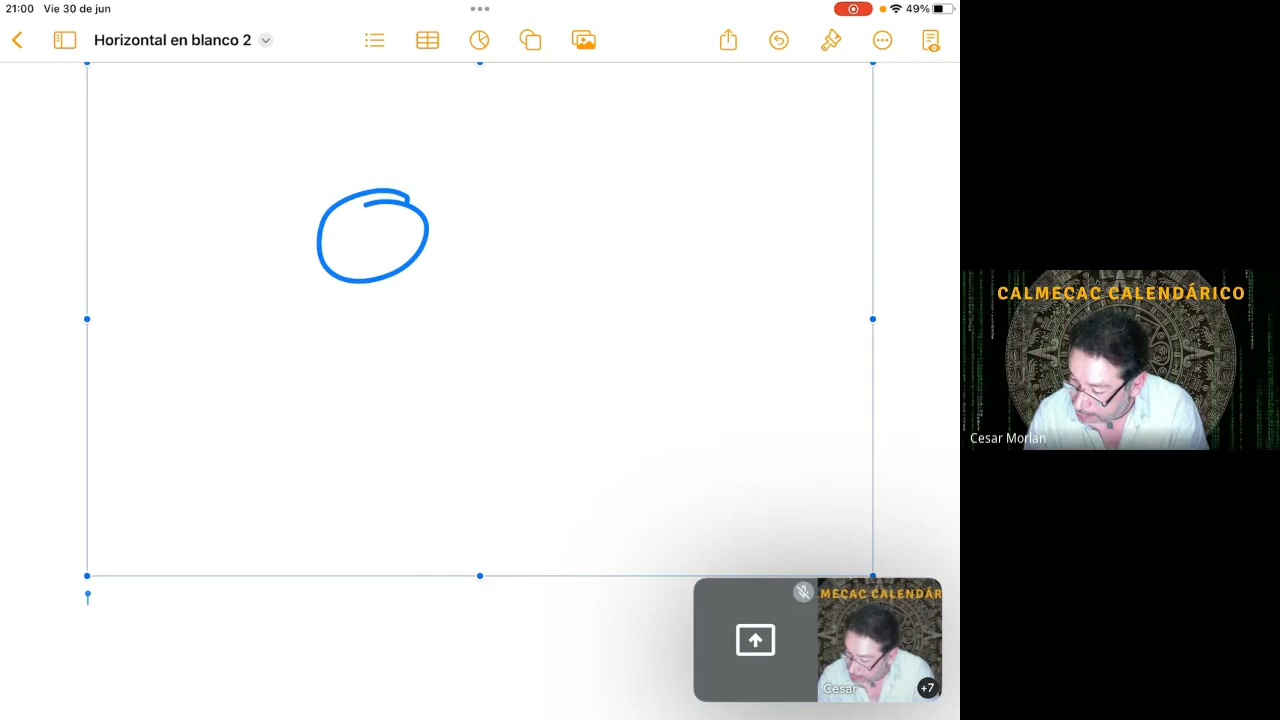 21:00 Vie 30 de jun
49%
Horizontal en blanco 2
CALMECAC CALENDÁRICO
Cesar Morlan
MECAC CALENDÁR
Cesar
+7